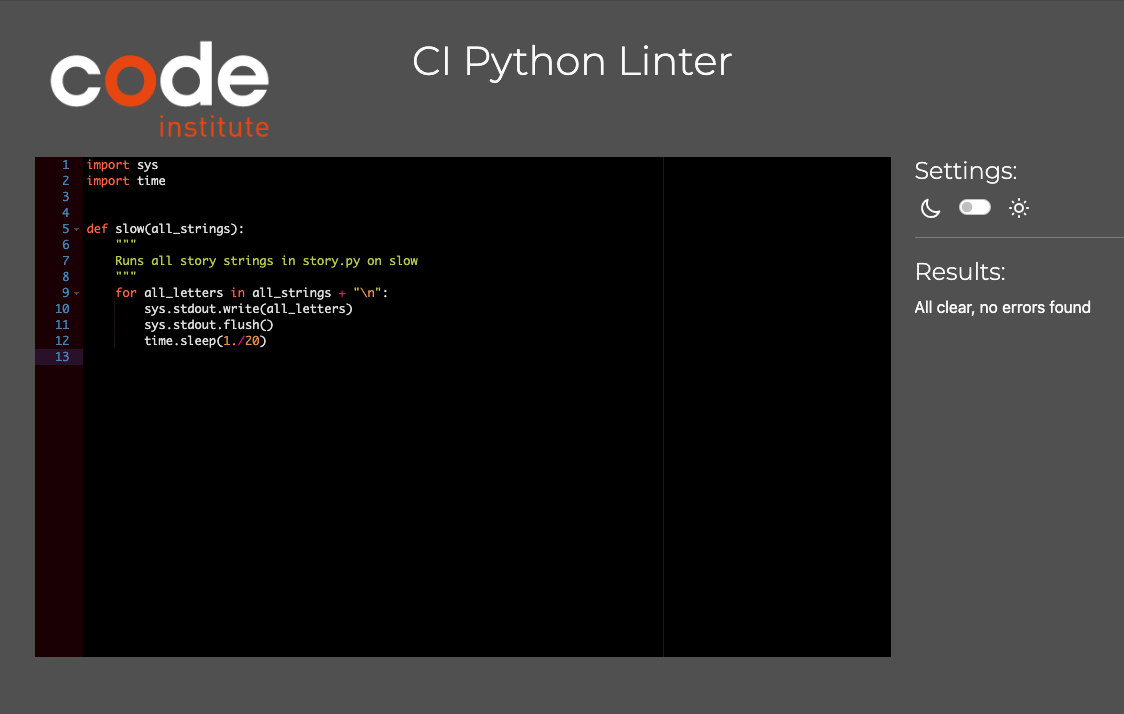 code
institute
CI Python Linter
1 import sys
2 import time
3
4
5 def slow(all_strings):
6     """
7     Runs all story strings in story.py on slow
8     """
9     for all_letters in all_strings + "\n":
10         sys.stdout.write(all_letters)
11         sys.stdout.flush()
12         time.sleep(1./20)
13
Settings:
Results:
All clear, no errors found